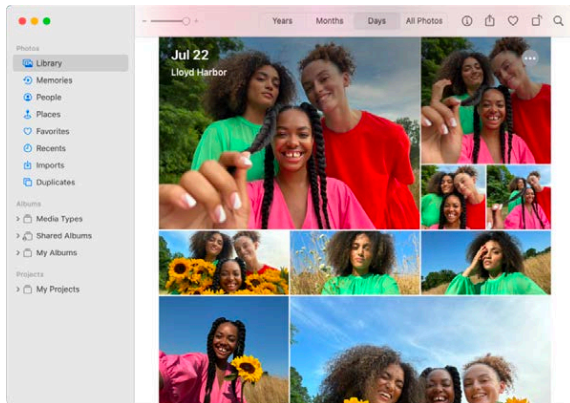 Years Months Days All Photos
Photos
Library
Memories
People
Places
Favorites
Recents
Imports
Duplicates
Albums
Media Types
Shared Albums
My Albums
Projects
My Projects
Jul 22
Lloyd Harbor